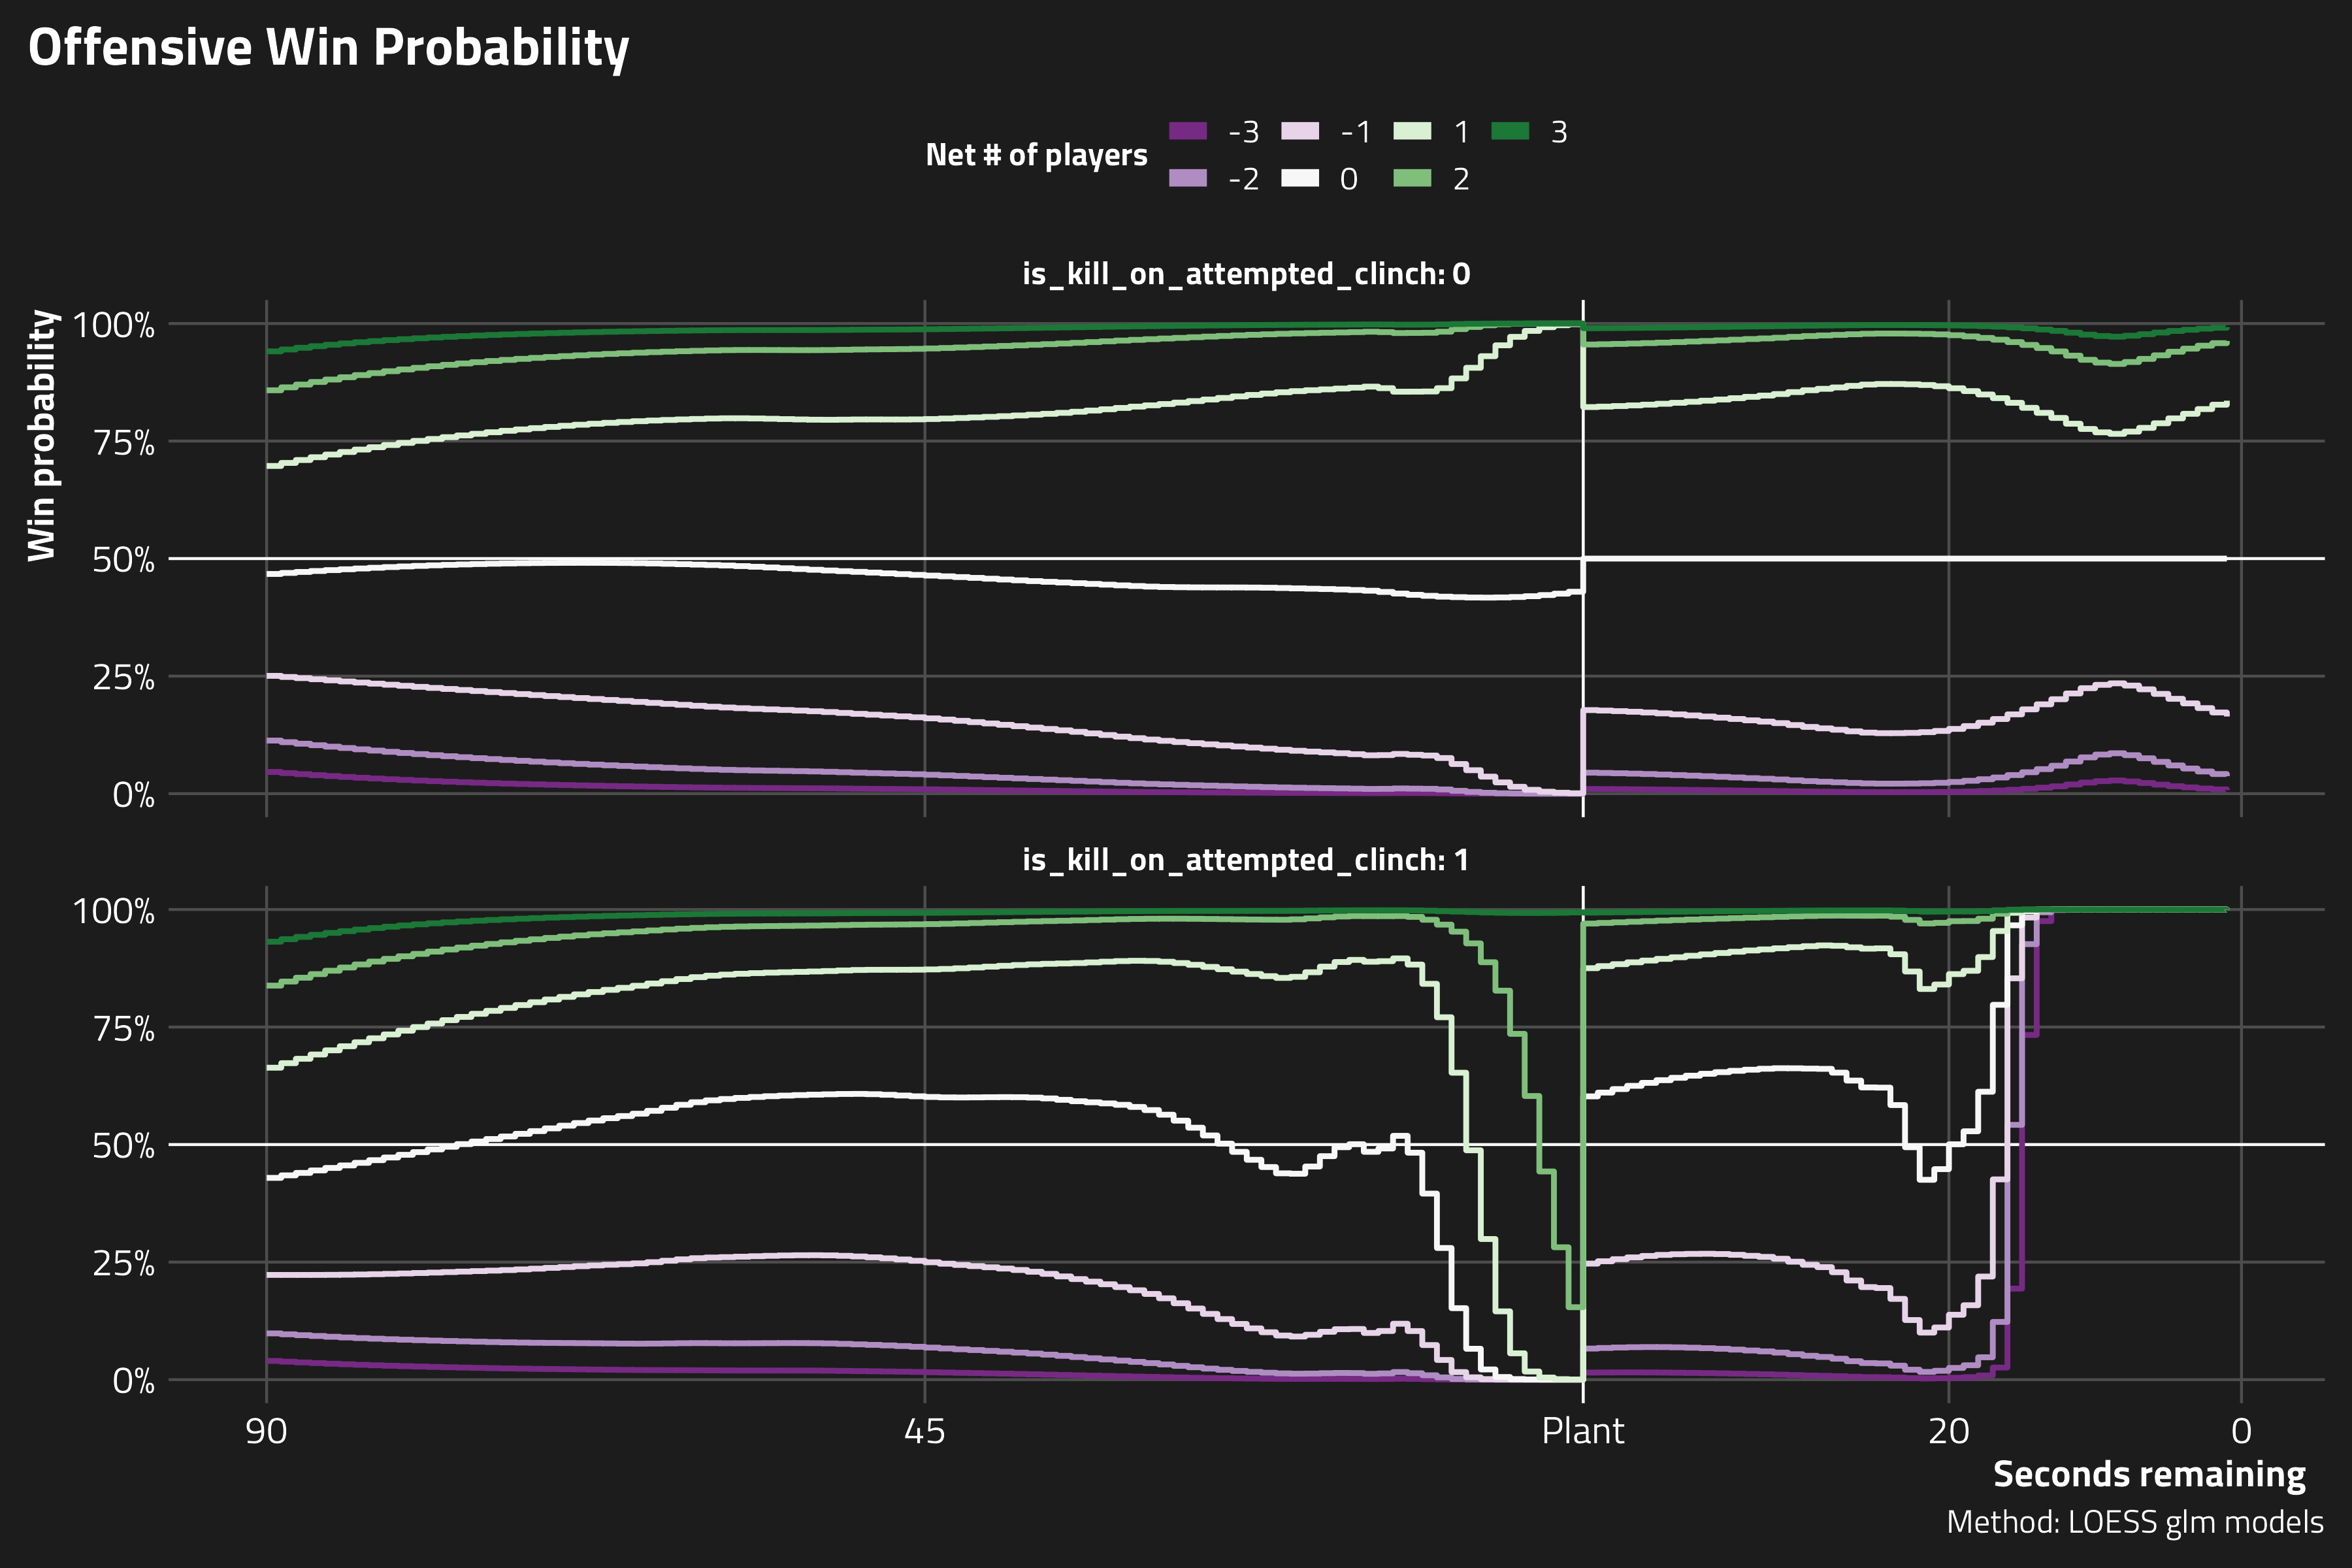 Offensive Win Probability
Net # of players
-3 -1 1 3
-2 0 2
is_kill_on_attempted_clinch: 0
Win probability
100%
75%
50%
25%
0%
is_kill_on_attempted_clinch: 1
100%
75%
50%
25%
0%
90 45 Plant 20 0
Seconds remaining
Method: LOESS glm models